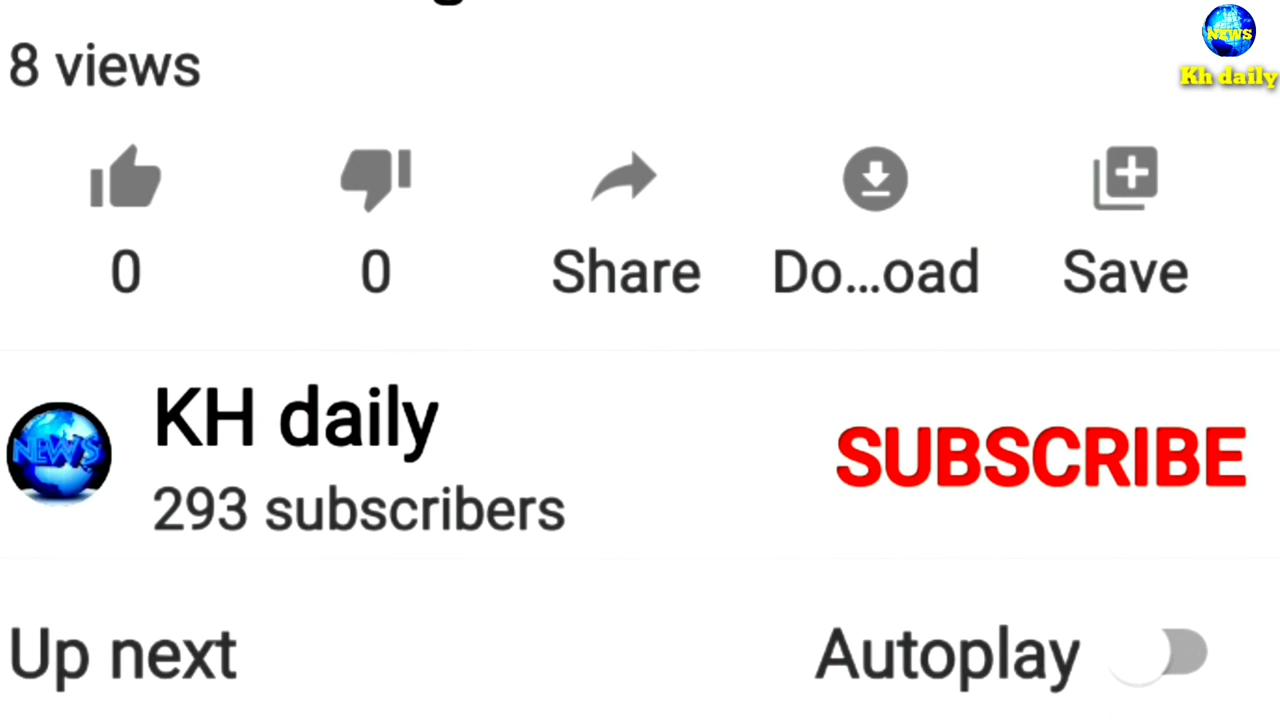 8 views
NEWS
Kh daily
0 0 Share Do...oad Save
KH daily
NEWS
293 subscribers
SUBSCRIBE
Up next Autoplay